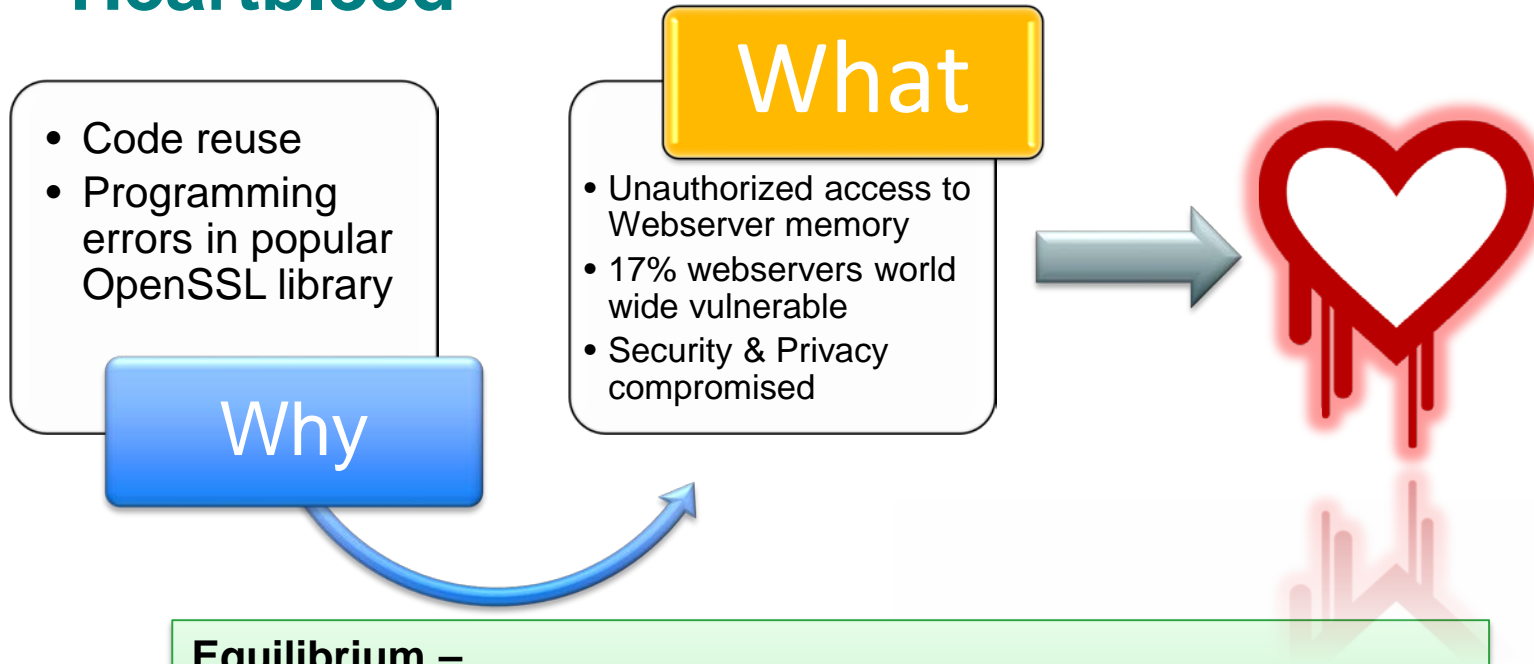 Heartbleed
• Code reuse
• Programming
errors in popular
OpenSSL library
Why
What
• Unauthorized access to
Webserver memory
• 17% webservers world
wide vulnerable
• Security & Privacy
compromised
Equilibrium –